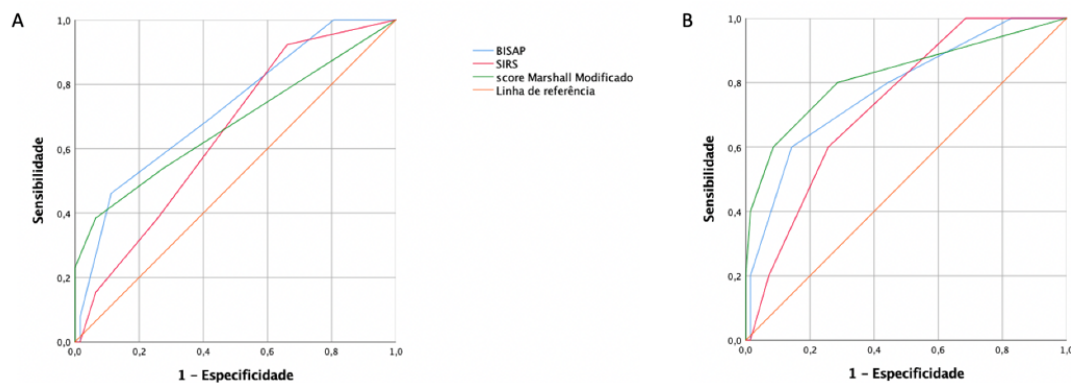 A
1,0
0,8
0,6
0,4
0,2
0,0
Sensibilidade
0,0 0,2 0,4 0,6 0,8 1,0
1 - Especificidade
BISAP
SIRS
score Marshall Modificado
Linha de referência
B
1,0
0,8
0,6
0,4
0,2
0,0
Sensibilidade
0,0 0,2 0,4 0,6 0,8 1,0
1 - Especificidade